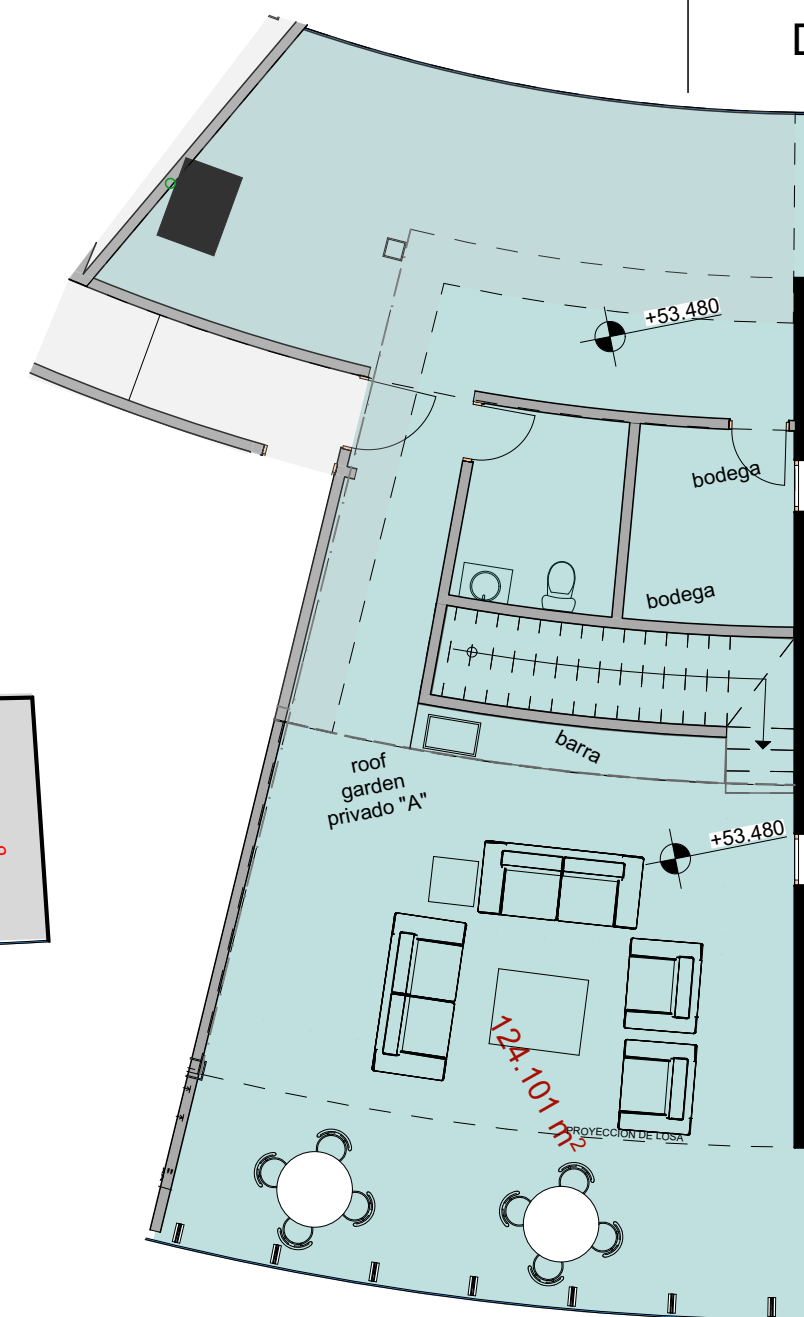 D
+53.480
bodega
bodega
barra
roof
garden
privado "A"
+53.480
124.101 m²
PROYECCION DE LOSA